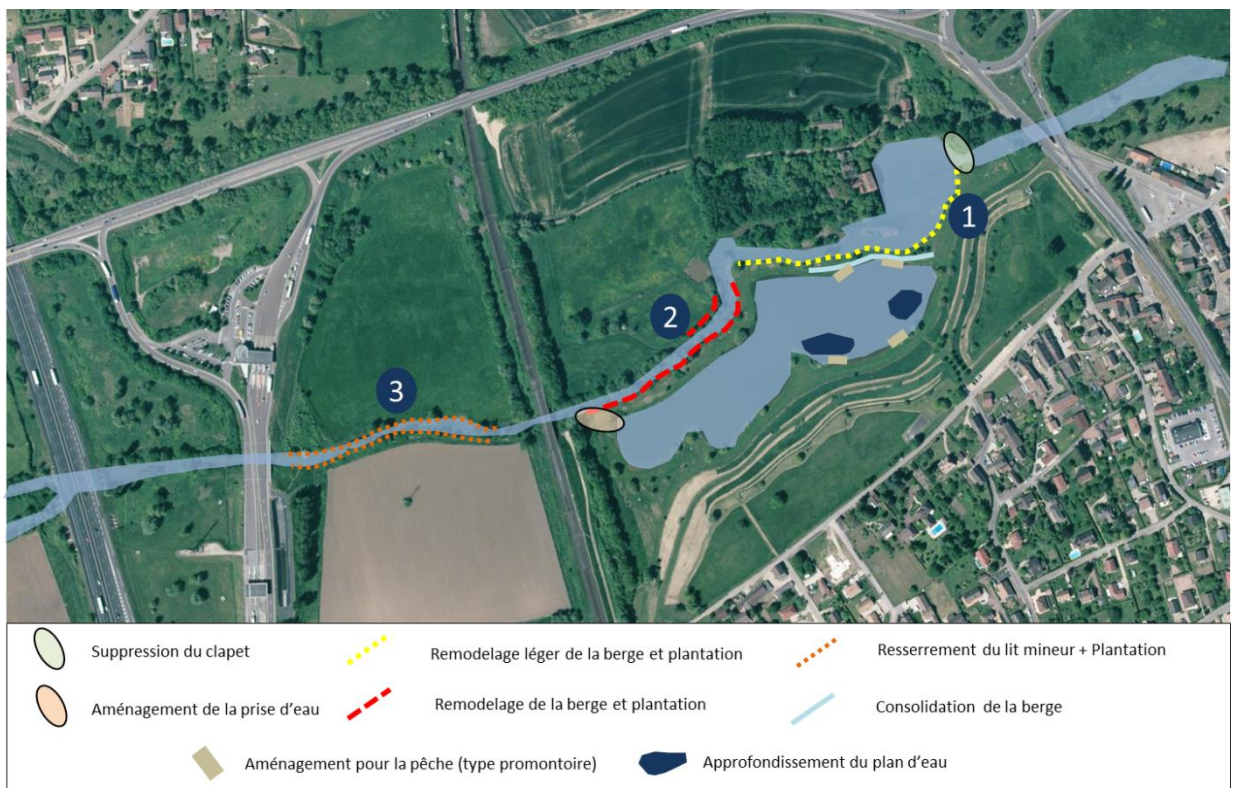 1
2
3
Suppression du clapet
Remodelage léger de la berge et plantation
Resserrement du lit mineur + Plantation
Aménagement de la prise d’eau
Remodelage de la berge et plantation
Consolidation de la berge
Aménagement pour la pêche (type promontoire)
Approfondissement du plan d’eau